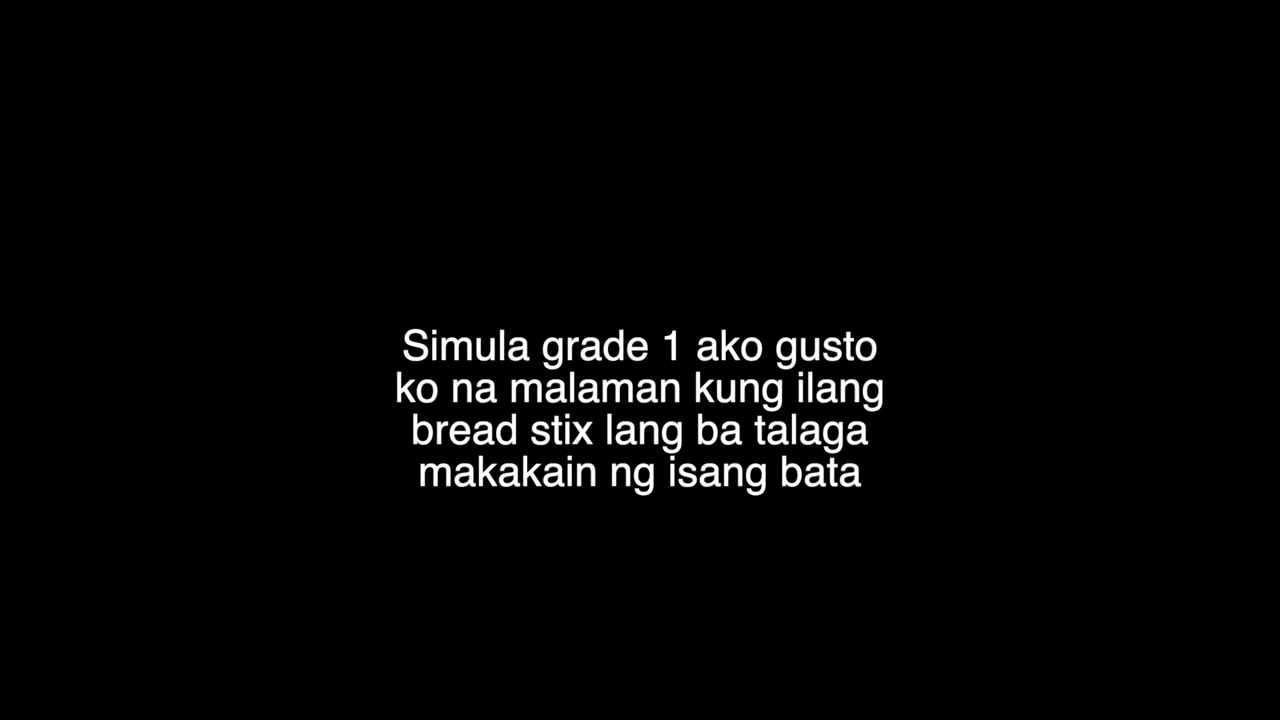 Simula grade 1 ako gusto
ko na malaman kung ilang
bread stix lang ba talaga
makakain ng isang bata